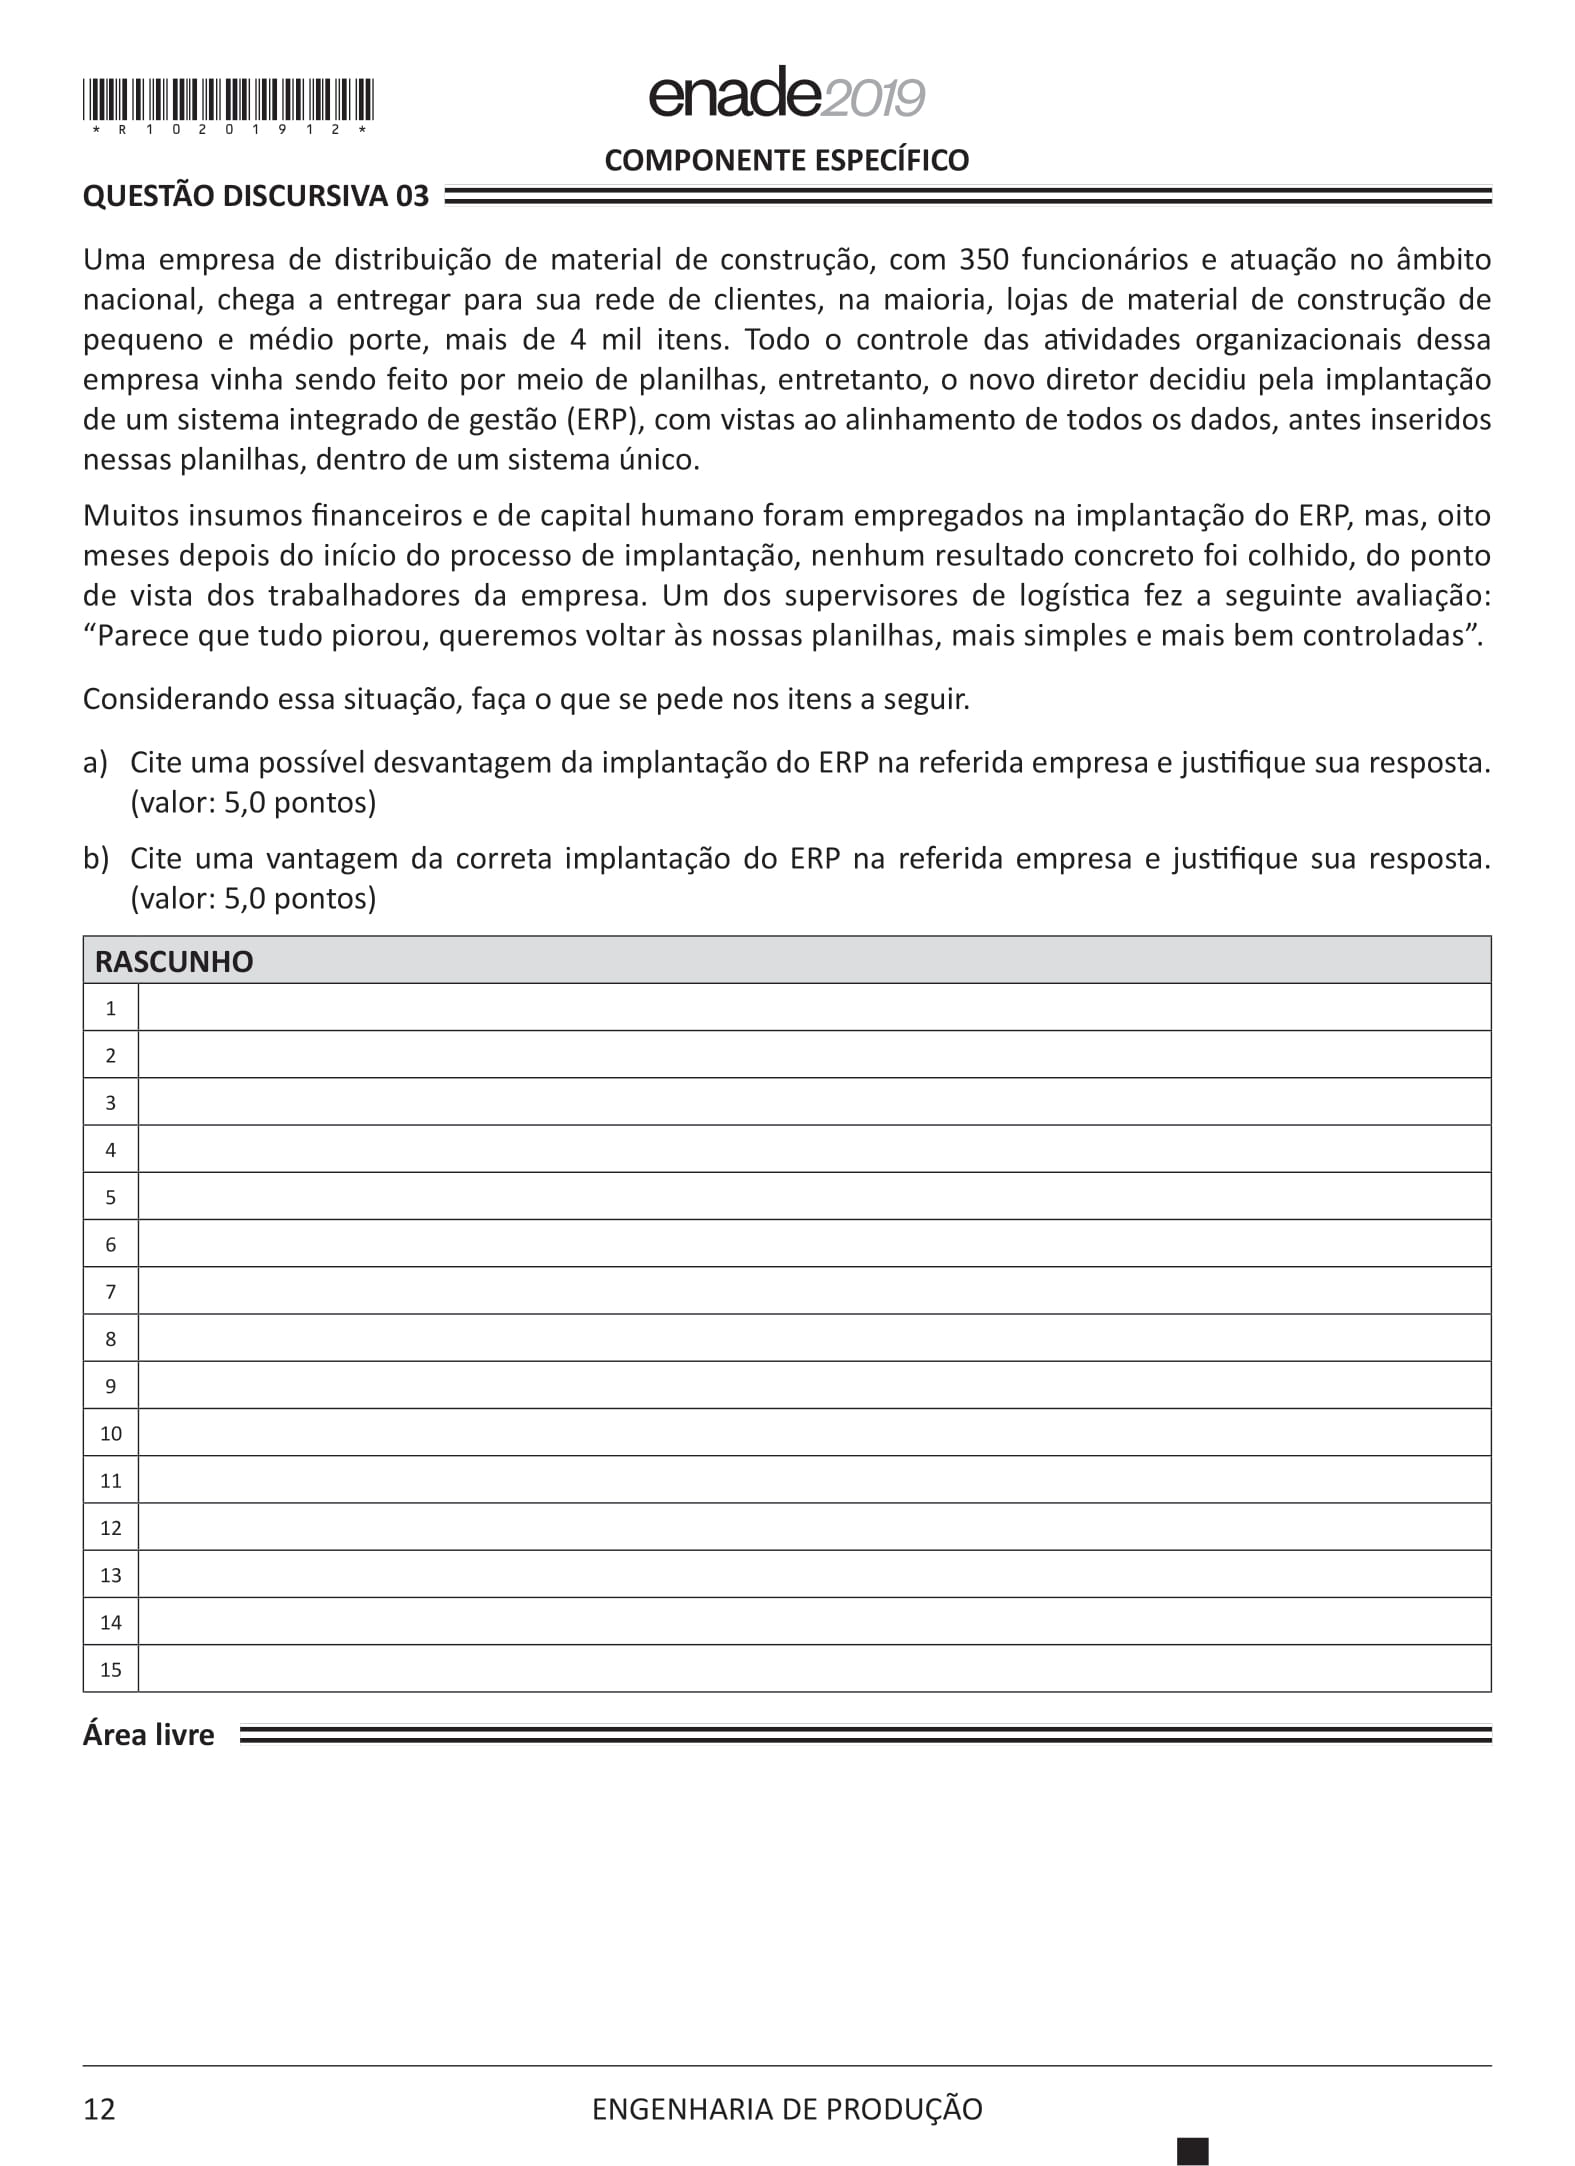 *R10201912*
enade2019
COMPONENTE ESPECÍFICO
QUESTÃO DISCURSIVA 03
Uma empresa de distribuição de material de construção, com 350 funcionários e atuação no âmbito
nacional, chega a entregar para sua rede de clientes, na maioria, lojas de material de construção de
pequeno e médio porte, mais de 4 mil itens. Todo o controle das atividades organizacionais dessa
empresa vinha sendo feito por meio de planilhas, entretanto, o novo diretor decidiu pela implantação
de um sistema integrado de gestão (ERP), com vistas ao alinhamento de todos os dados, antes inseridos
nessas planilhas, dentro de um sistema único.
Muitos insumos financeiros e de capital humano foram empregados na implantação do ERP, mas, oito
meses depois do início do processo de implantação, nenhum resultado concreto foi colhido, do ponto
de vista dos trabalhadores da empresa. Um dos supervisores de logística fez a seguinte avaliação:
“Parece que tudo piorou, queremos voltar às nossas planilhas, mais simples e mais bem controladas”.
Considerando essa situação, faça o que se pede nos itens a seguir.
a) Cite uma possível desvantagem da implantação do ERP na referida empresa e justifique sua resposta.
(valor: 5,0 pontos)
b) Cite uma vantagem da correta implantação do ERP na referida empresa e justifique sua resposta.
(valor: 5,0 pontos)
RASCUNHO
1
2
3
4
5
6
7
8
9
10
11
12
13
14
15
Área livre
12 ENGENHARIA DE PRODUÇÃO